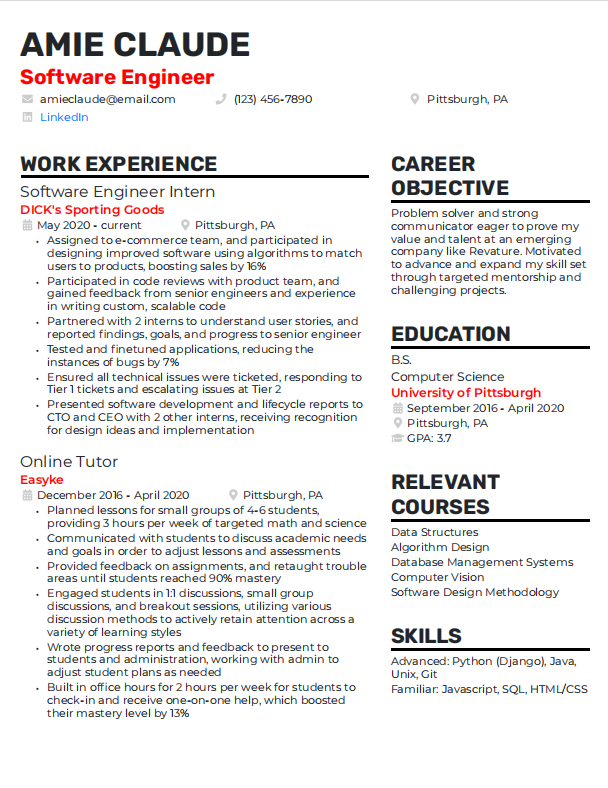 AMIE CLAUDE
Software Engineer
amieclaude@email.com (123) 456-7890 Pittsburgh, PA
LinkedIn
WORK EXPERIENCE
Software Engineer Intern
DICK's Sporting Goods
May 2020 - current Pittsburgh, PA
• Assigned to e-commerce team, and participated in
designing improved software using algorithms to match
users to products, boosting sales by 16%
• Participated in code reviews with product team, and
gained feedback from senior engineers and experience
in writing custom, scalable code
• Partnered with 2 interns to understand user stories, and
reported findings, goals, and progress to senior engineer
• Tested and finetuned applications, reducing the
instances of bugs by 7%
• Ensured all technical issues were ticketed, responding to
Tier 1 tickets and escalating issues at Tier 2
• Presented software development and lifecycle reports to
CTO and CEO with 2 other interns, receiving recognition
for design ideas and implementation
Online Tutor
Easyke
December 2016 - April 2020 Pittsburgh, PA
• Planned lessons for small groups of 4-6 students,
providing 3 hours per week of targeted math and science
• Communicated with students to discuss academic needs
and goals in order to adjust lessons and assessments
• Provided feedback on assignments, and retaught trouble
areas until students reached 90% mastery
• Engaged students in 1:1 discussions, small group
discussions, and breakout sessions, utilizing various
discussion methods to actively retain attention across a
variety of learning styles
• Wrote progress reports and feedback to present to
students and administration, working with admin to
adjust student plans as needed
• Built in office hours for 2 hours per week for students to
check-in and receive one-on-one help, which boosted
their mastery level by 13%
CAREER
OBJECTIVE
Problem solver and strong
communicator eager to prove my
value and talent at an emerging
company like Revature. Motivated
to advance and expand my skill set
through targeted mentorship and
challenging projects.
EDUCATION
B.S.
Computer Science
University of Pittsburgh
September 2016 - April 2020
Pittsburgh, PA
GPA: 3.7
RELEVANT
COURSES
Data Structures
Algorithm Design
Database Management Systems
Computer Vision
Software Design Methodology
SKILLS
Advanced: Python (Django), Java,
Unix, Git
Familiar: Javascript, SQL, HTML/CSS